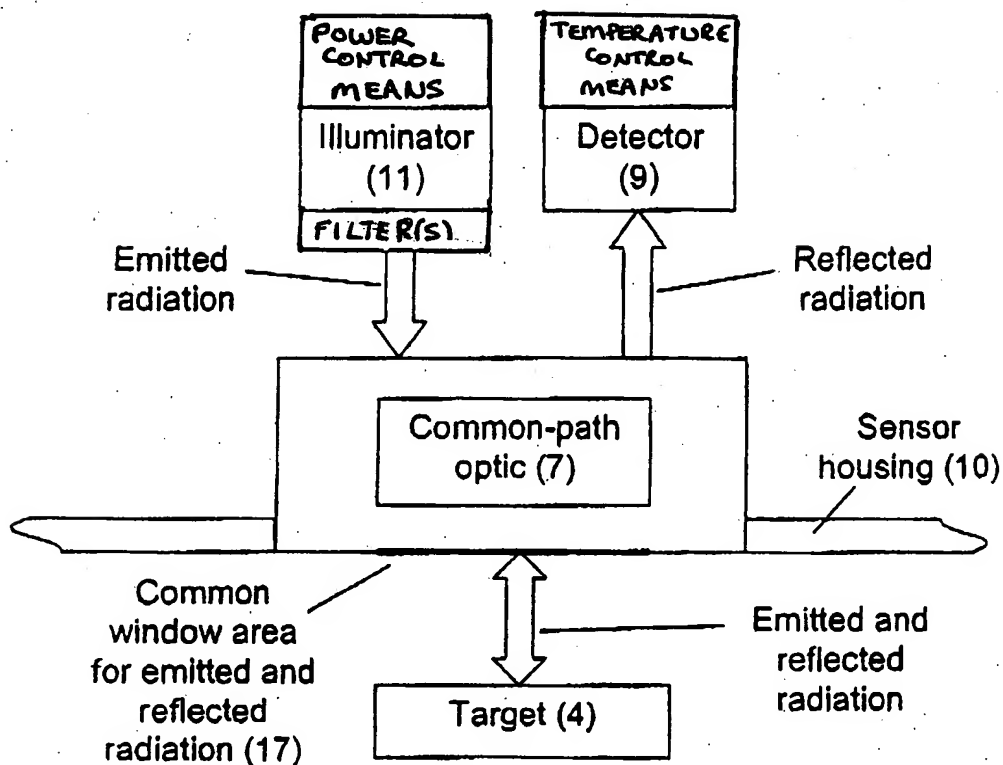 POWER
CONTROL
MEANS
TEMPERATURE
CONTROL
MEANS
Illuminator
(11)
Detector
(9)
FILTER(S)
Emitted
radiation
Reflected
radiation
Common-path
optic (7)
Sensor
housing (10)
Common
window area
for emitted and
reflected
radiation (17)
Emitted and
reflected
radiation
Target (4)